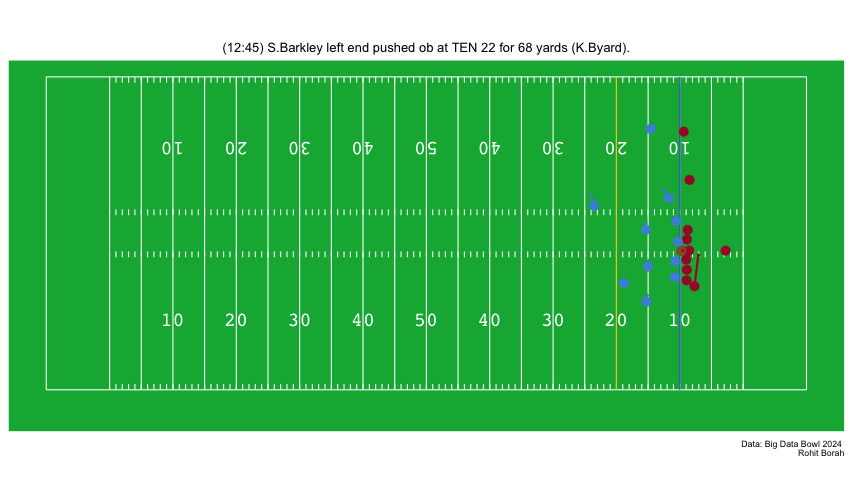 (12:45) S.Barkley left end pushed ob at TEN 22 for 68 yards (K.Byard).
10 20 30 40 50 40 30 20 10
10 20 30 40 50 40 30 20 10
Data: Big Data Bowl 2024
Rohit Borah